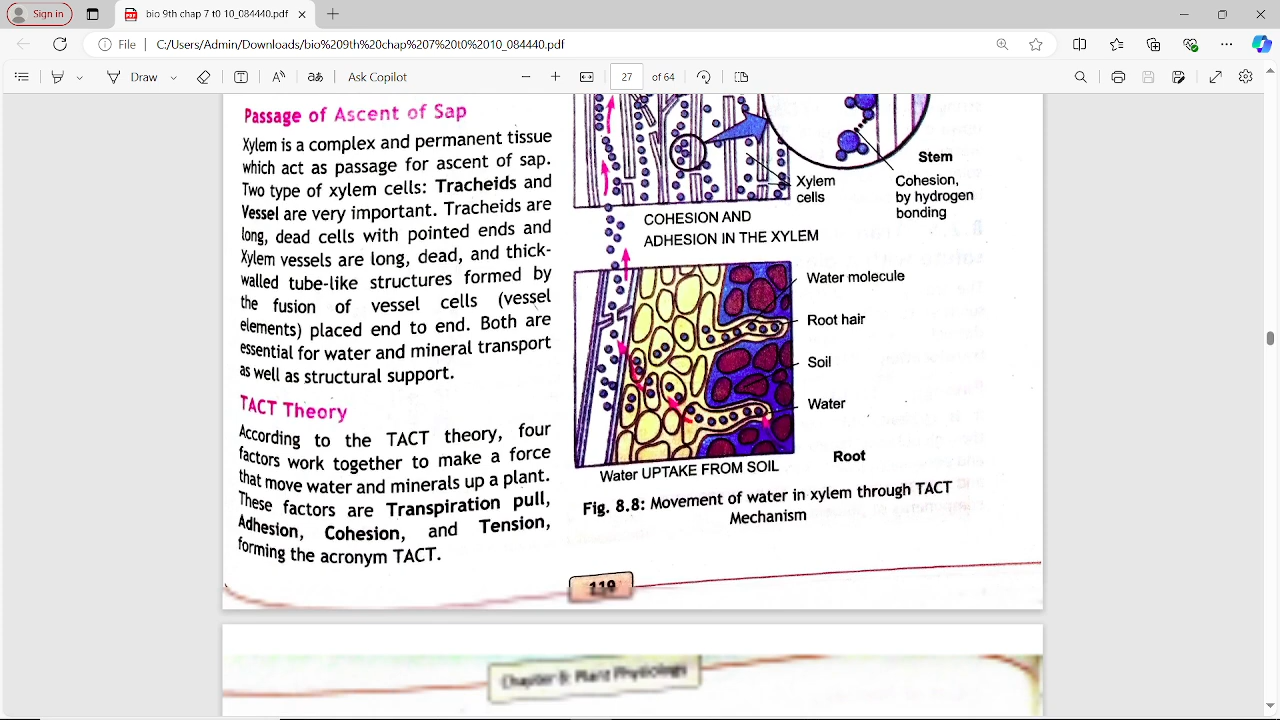 Sign in
bio 9th chap 7 t0 10_084440.pdf
File
C:/Users/Admin/Downloads/bio%209th%20chap%207%20t0%2010_084440.pdf
Draw
Ask Copilot
27 of 64
Passage of Ascent of Sap
Xylem is a complex and permanent tissue
which act as passage for ascent of sap.
Two type of xylem cells: Tracheids and
Vessel are very important. Tracheids are
long, dead cells with pointed ends and
Xylem vessels are long, dead, and thick-
walled tube-like structures formed by
the fusion of vessel cells (vessel
elements) placed end to end. Both are
essential for water and mineral transport
as well as structural support.
TACT Theory
According to the TACT theory, four
factors work together to make a force
that move water and minerals up a plant.
These factors are Transpiration pull,
Adhesion, Cohesion, and Tension,
forming the acronym TACT.
Stem
Xylem
cells
Cohesion,
by hydrogen
bonding
COHESION AND
ADHESION IN THE XYLEM
Water molecule
Root hair
Soil
Water
Root
Water UPTAKE FROM SOIL
Fig. 8.8: Movement of water in xylem through TACT
Mechanism
119
Chapter 8: Plant Physiology